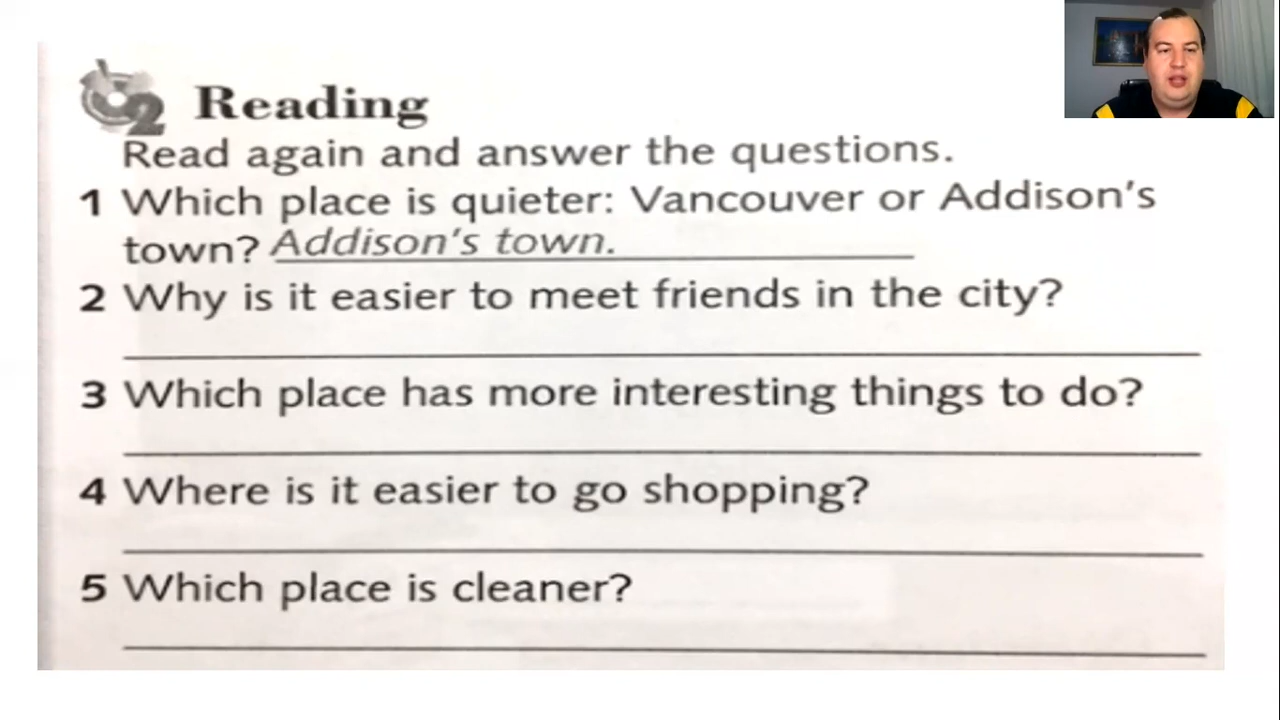 2 Reading
Read again and answer the questions.
1 Which place is quieter: Vancouver or Addison's
town? Addison's town.
2 Why is it easier to meet friends in the city?
3 Which place has more interesting things to do?
4 Where is it easier to go shopping?
5 Which place is cleaner?